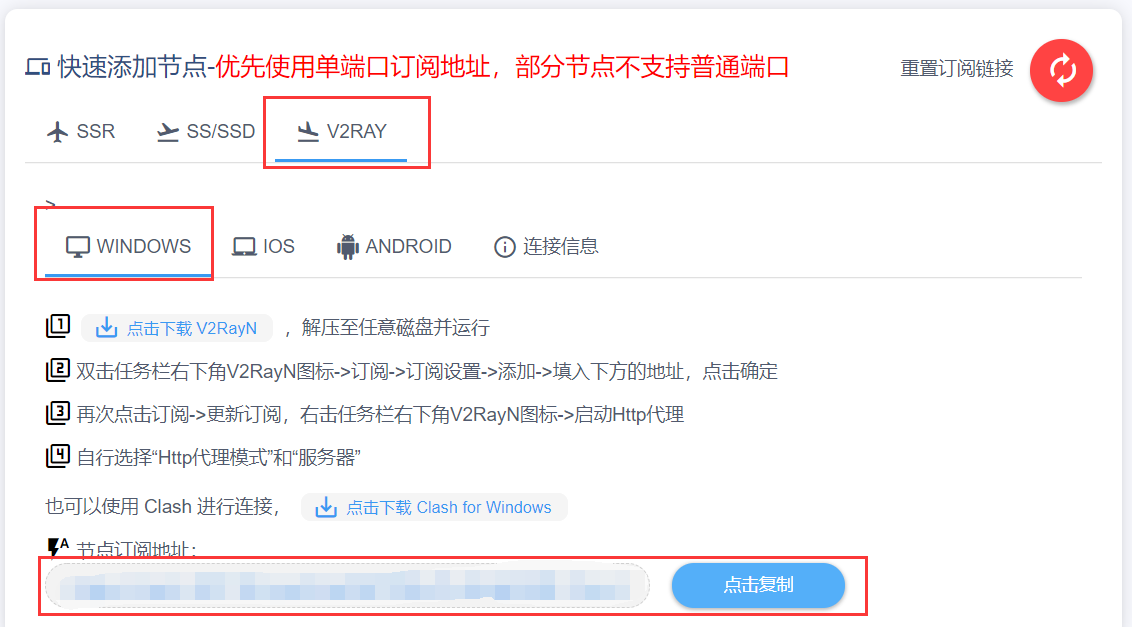 快速添加节点-优先使用单端口订阅地址，部分节点不支持普通端口
重置订阅链接
SSR SS/SSD V2RAY
>
WINDOWS IOS ANDROID 连接信息
1 点击下载 V2RayN ，解压至任意磁盘并运行
2 双击任务栏右下角V2RayN图标->订阅->订阅设置->添加->填入下方的地址，点击确定
3 再次点击订阅->更新订阅，右击任务栏右下角V2RayN图标->启动Http代理
4 自行选择“Http代理模式”和“服务器”
也可以使用 Clash 进行连接， 点击下载 Clash for Windows
A 节点订阅地址：
点击复制